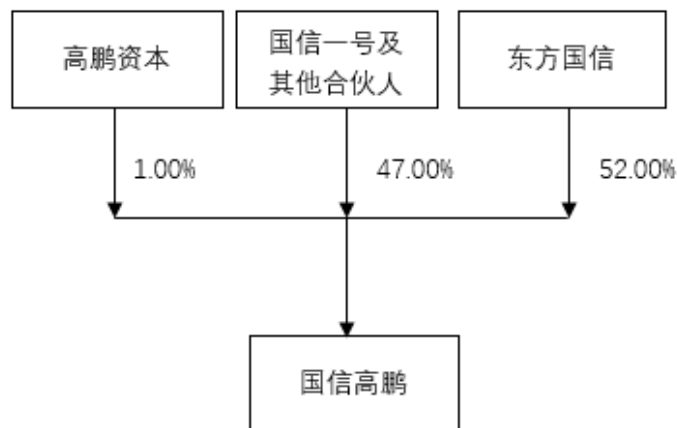 高鹏资本
国信一号及
其他合伙人
东方国信
1.00%
47.00%
52.00%
国信高鹏